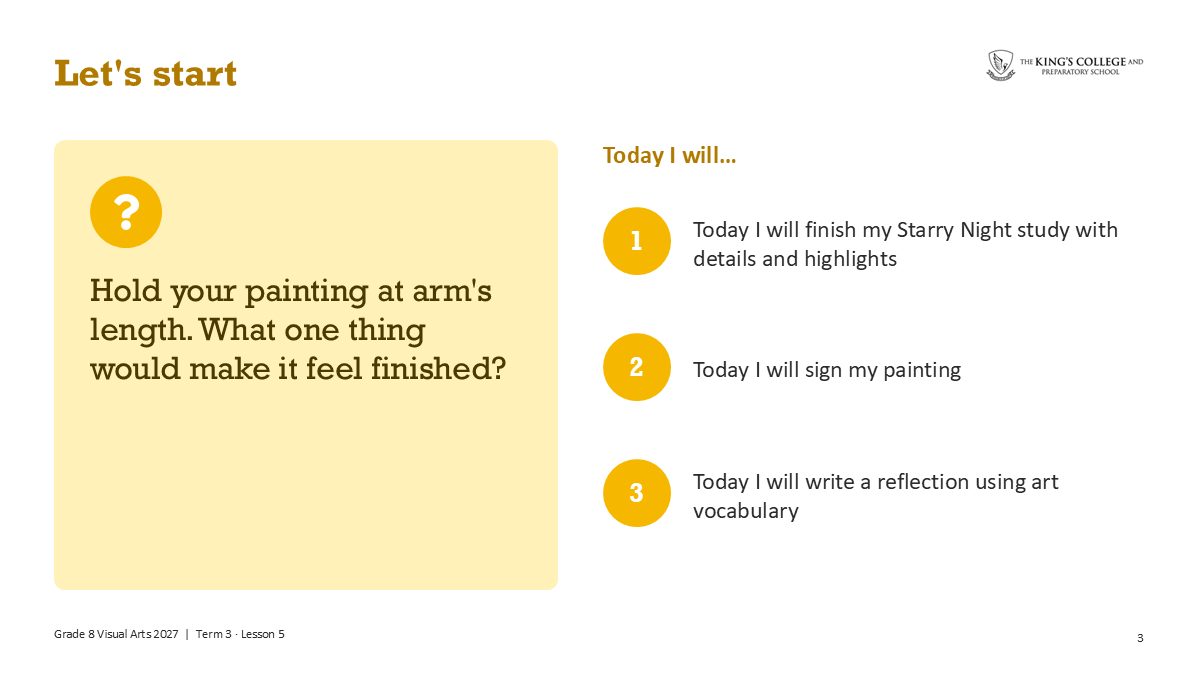 Let's start
THE KING'S COLLEGE AND
PREPARATORY SCHOOL
?
Hold your painting at arm's
length. What one thing
would make it feel finished?
Today I will...
1
Today I will finish my Starry Night study with
details and highlights
2
Today I will sign my painting
3
Today I will write a reflection using art
vocabulary
Grade 8 Visual Arts 2027 | Term 3 · Lesson 5
3